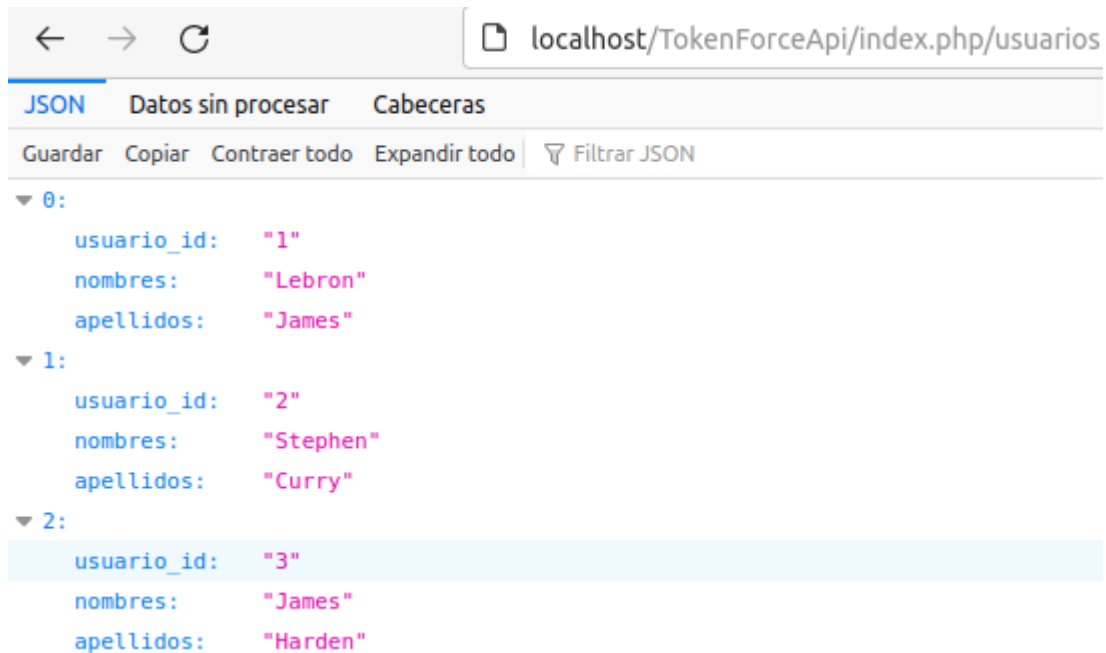 localhost/TokenForceApi/index.php/usuarios
JSON Datos sin procesar Cabeceras
Guardar Copiar Contraer todo Expandir todo Filtrar JSON
0:
usuario_id: "1"
nombres: "Lebron"
apellidos: "James"
1:
usuario_id: "2"
nombres: "Stephen"
apellidos: "Curry"
2:
usuario_id: "3"
nombres: "James"
apellidos: "Harden"